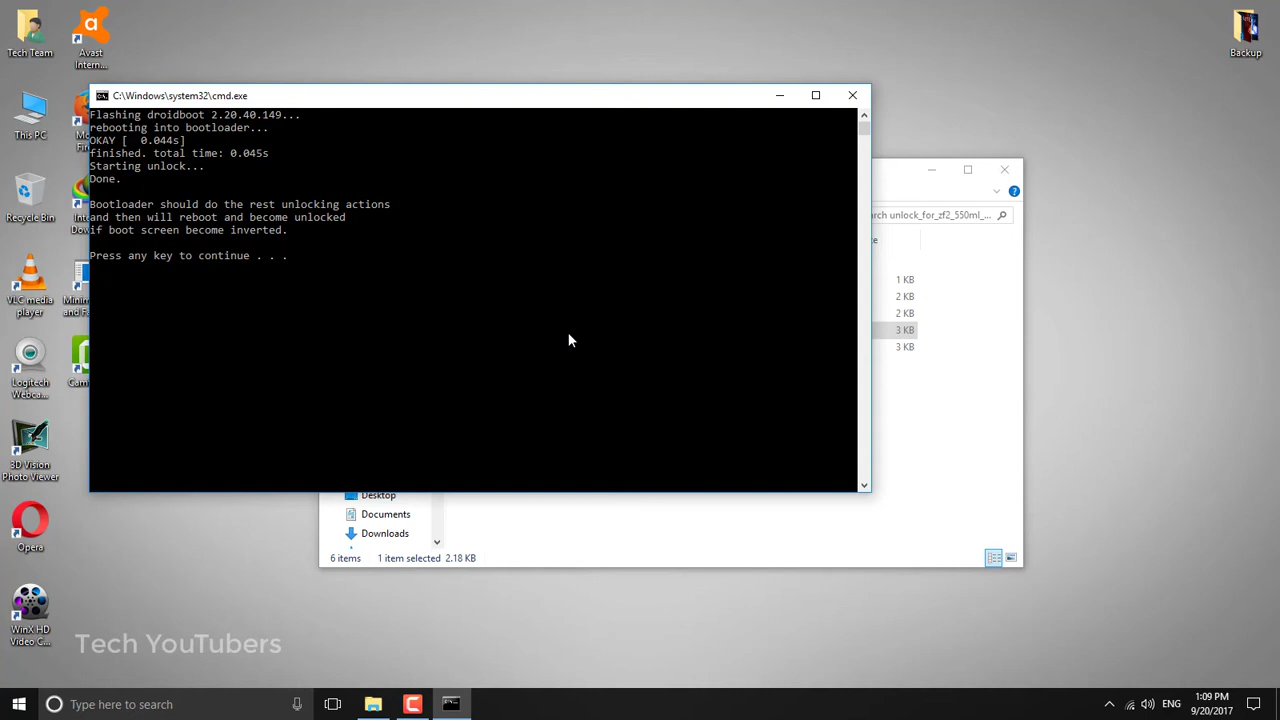 Tech Team
Avast
Intern...
Backup
This PC
Recycle Bin
VLC media
player
Logitech
Webca...
3D Vision
Photo Viewer
Opera
WinX HD
Video C...
C:\Windows\system32\cmd.exe
Flashing droidboot 2.20.40.149...
rebooting into bootloader...
OKAY [  0.044s]
finished. total time: 0.045s
Starting unlock...
Done.
Bootloader should do the rest unlocking actions
and then will reboot and become unlocked
if boot screen become inverted.
Press any key to continue . . .
unlock_for_zf2_550ml_...
1 KB
2 KB
2 KB
3 KB
3 KB
Desktop
Documents
Downloads
6 items 1 item selected 2.18 KB
Tech YouTubers
Type here to search
ENG
1:09 PM
9/20/2017